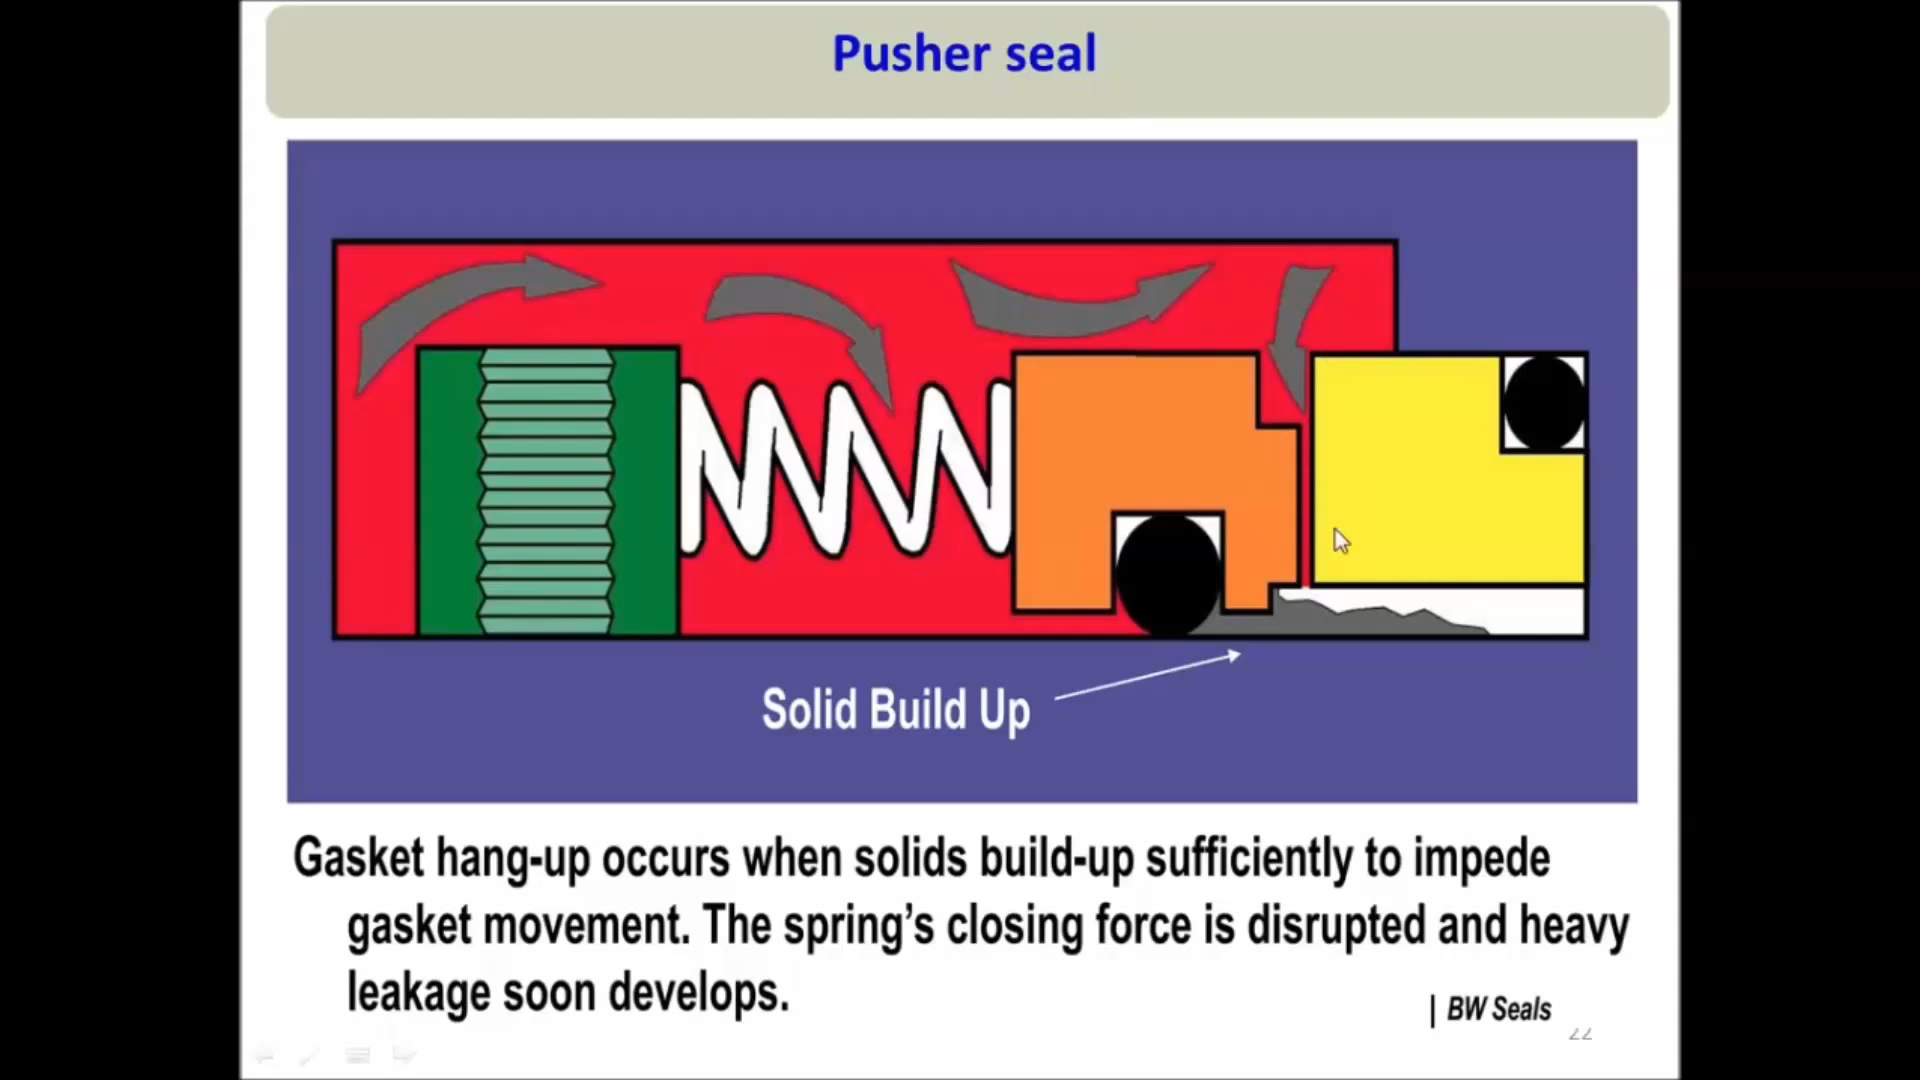 Pusher seal
Solid Build Up
Gasket hang-up occurs when solids build-up sufficiently to impede
gasket movement. The spring’s closing force is disrupted and heavy
leakage soon develops.
| BW Seals
22